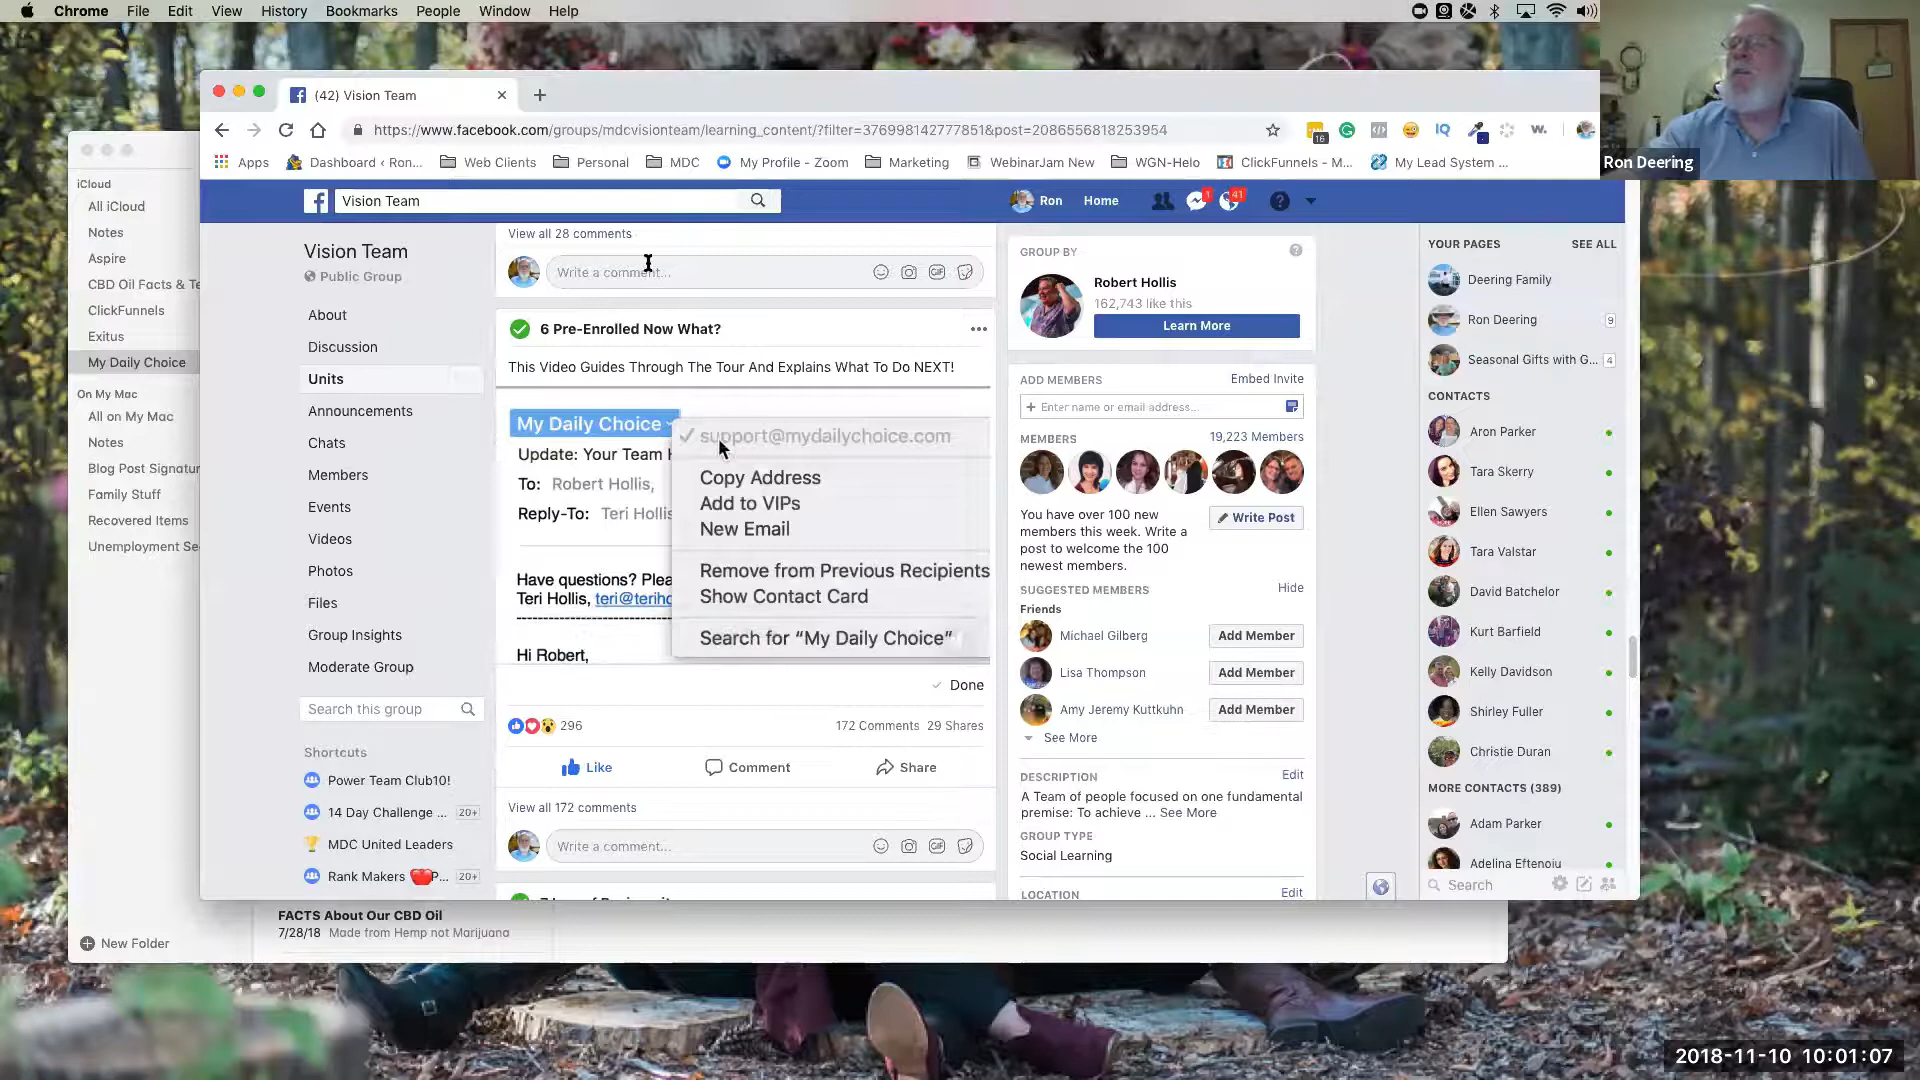 Chrome File Edit View History Bookmarks People Window Help
(42) Vision Team
https://www.facebook.com/groups/mdcvisionteam/learning_content/?filter=376998142777851&post=2086556818253954
16
IQ
W.
Apps Dashboard ‹ Ron... Web Clients Personal MDC My Profile - Zoom Marketing WebinarJam New WGN-Helo ClickFunnels - M... My Lead System ...
Ron Deering
iCloud
All iCloud
Notes
Aspire
CBD Oil Facts & Te
ClickFunnels
Exitus
My Daily Choice
On My Mac
All on My Mac
Notes
Blog Post Signatur
Family Stuff
Recovered Items
Unemployment Se
New Folder
Vision Team
Ron Home 1 41
Vision Team
Public Group
About
Discussion
Units
Announcements
Chats
Members
Events
Videos
Photos
Files
Group Insights
Moderate Group
Search this group
Shortcuts
Power Team Club10!
14 Day Challenge ... 20+
MDC United Leaders
Rank Makers P... 20+
View all 28 comments
Write a comment...
GIF
6 Pre-Enrolled Now What?
This Video Guides Through The Tour And Explains What To Do NEXT!
My Daily Choice
support@mydailychoice.com
Update: Your Team H
To: Robert Hollis,
Reply-To: Teri Hollis
Copy Address
Add to VIPs
New Email
Remove from Previous Recipients
Show Contact Card
Search for “My Daily Choice”
Have questions? Plea
Teri Hollis, teri@teriho
Hi Robert,
Done
296 172 Comments 29 Shares
Like Comment Share
View all 172 comments
Write a comment...
GIF
GROUP BY
Robert Hollis
162,743 like this
Learn More
ADD MEMBERS Embed Invite
+ Enter name or email address...
MEMBERS 19,223 Members
You have over 100 new
members this week. Write a
post to welcome the 100
newest members.
Write Post
SUGGESTED MEMBERS Hide
Friends
Michael Gilberg Add Member
Lisa Thompson Add Member
Amy Jeremy Kuttkuhn Add Member
See More
DESCRIPTION Edit
A Team of people focused on one fundamental
premise: To achieve ... See More
GROUP TYPE
Social Learning
LOCATION Edit
YOUR PAGES SEE ALL
Deering Family
Ron Deering 9
Seasonal Gifts with G... 4
CONTACTS
Aron Parker
Tara Skerry
Ellen Sawyers
Tara Valstar
David Batchelor
Kurt Barfield
Kelly Davidson
Shirley Fuller
Christie Duran
MORE CONTACTS (389)
Adam Parker
Adelina Eftenoiu
Search
FACTS About Our CBD Oil
7/28/18 Made from Hemp not Marijuana
2018-11-10 10:01:07